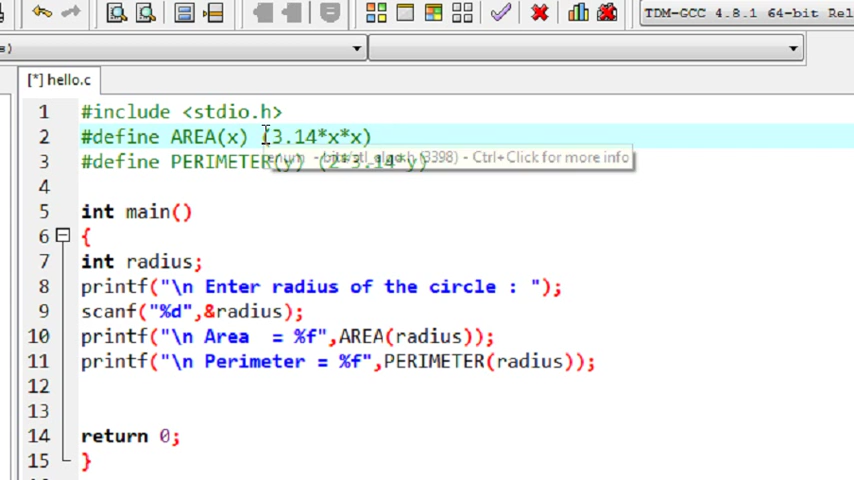 TDM-GCC 4.8.1 64-bit Rel
s)
[*] hello.c
1 #include <stdio.h>
2 #define AREA(x) (3.14*x*x)
- Ctrl+Click for more info
3 #define PERIMETER(y) (2*3.14*y)
4
5 int main()
6 {
7 int radius;
8 printf("\n Enter radius of the circle : ");
9 scanf("%d",&radius);
10 printf("\n Area = %f",AREA(radius));
11 printf("\n Perimeter = %f",PERIMETER(radius));
12
13
14 return 0;
15 }